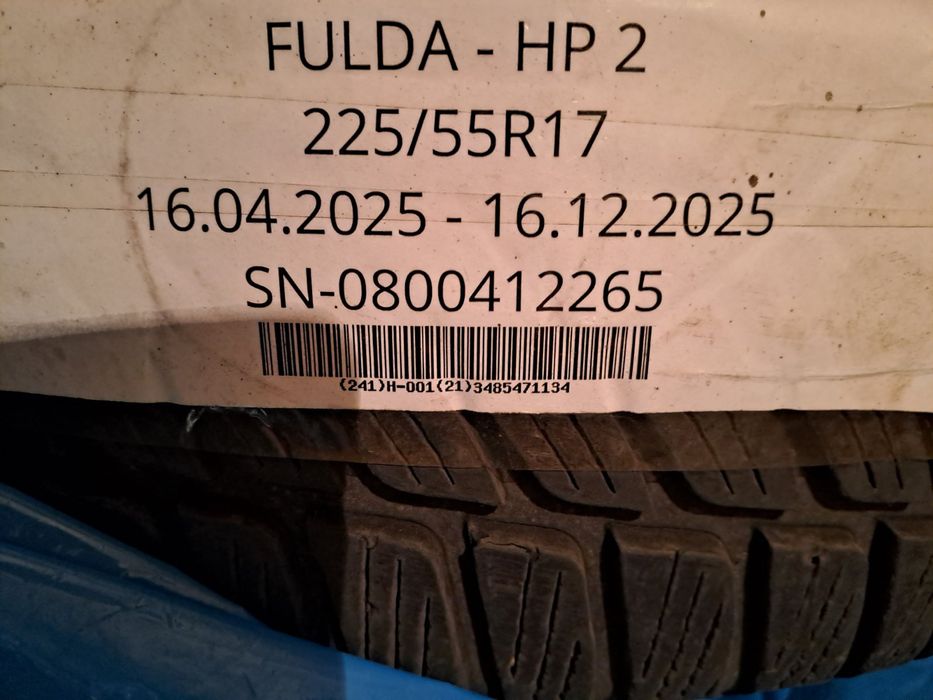 FULDA - HP 2
225/55R17
16.04.2025 - 16.12.2025
SN-0800412265
(241)H-001(21)3485471134